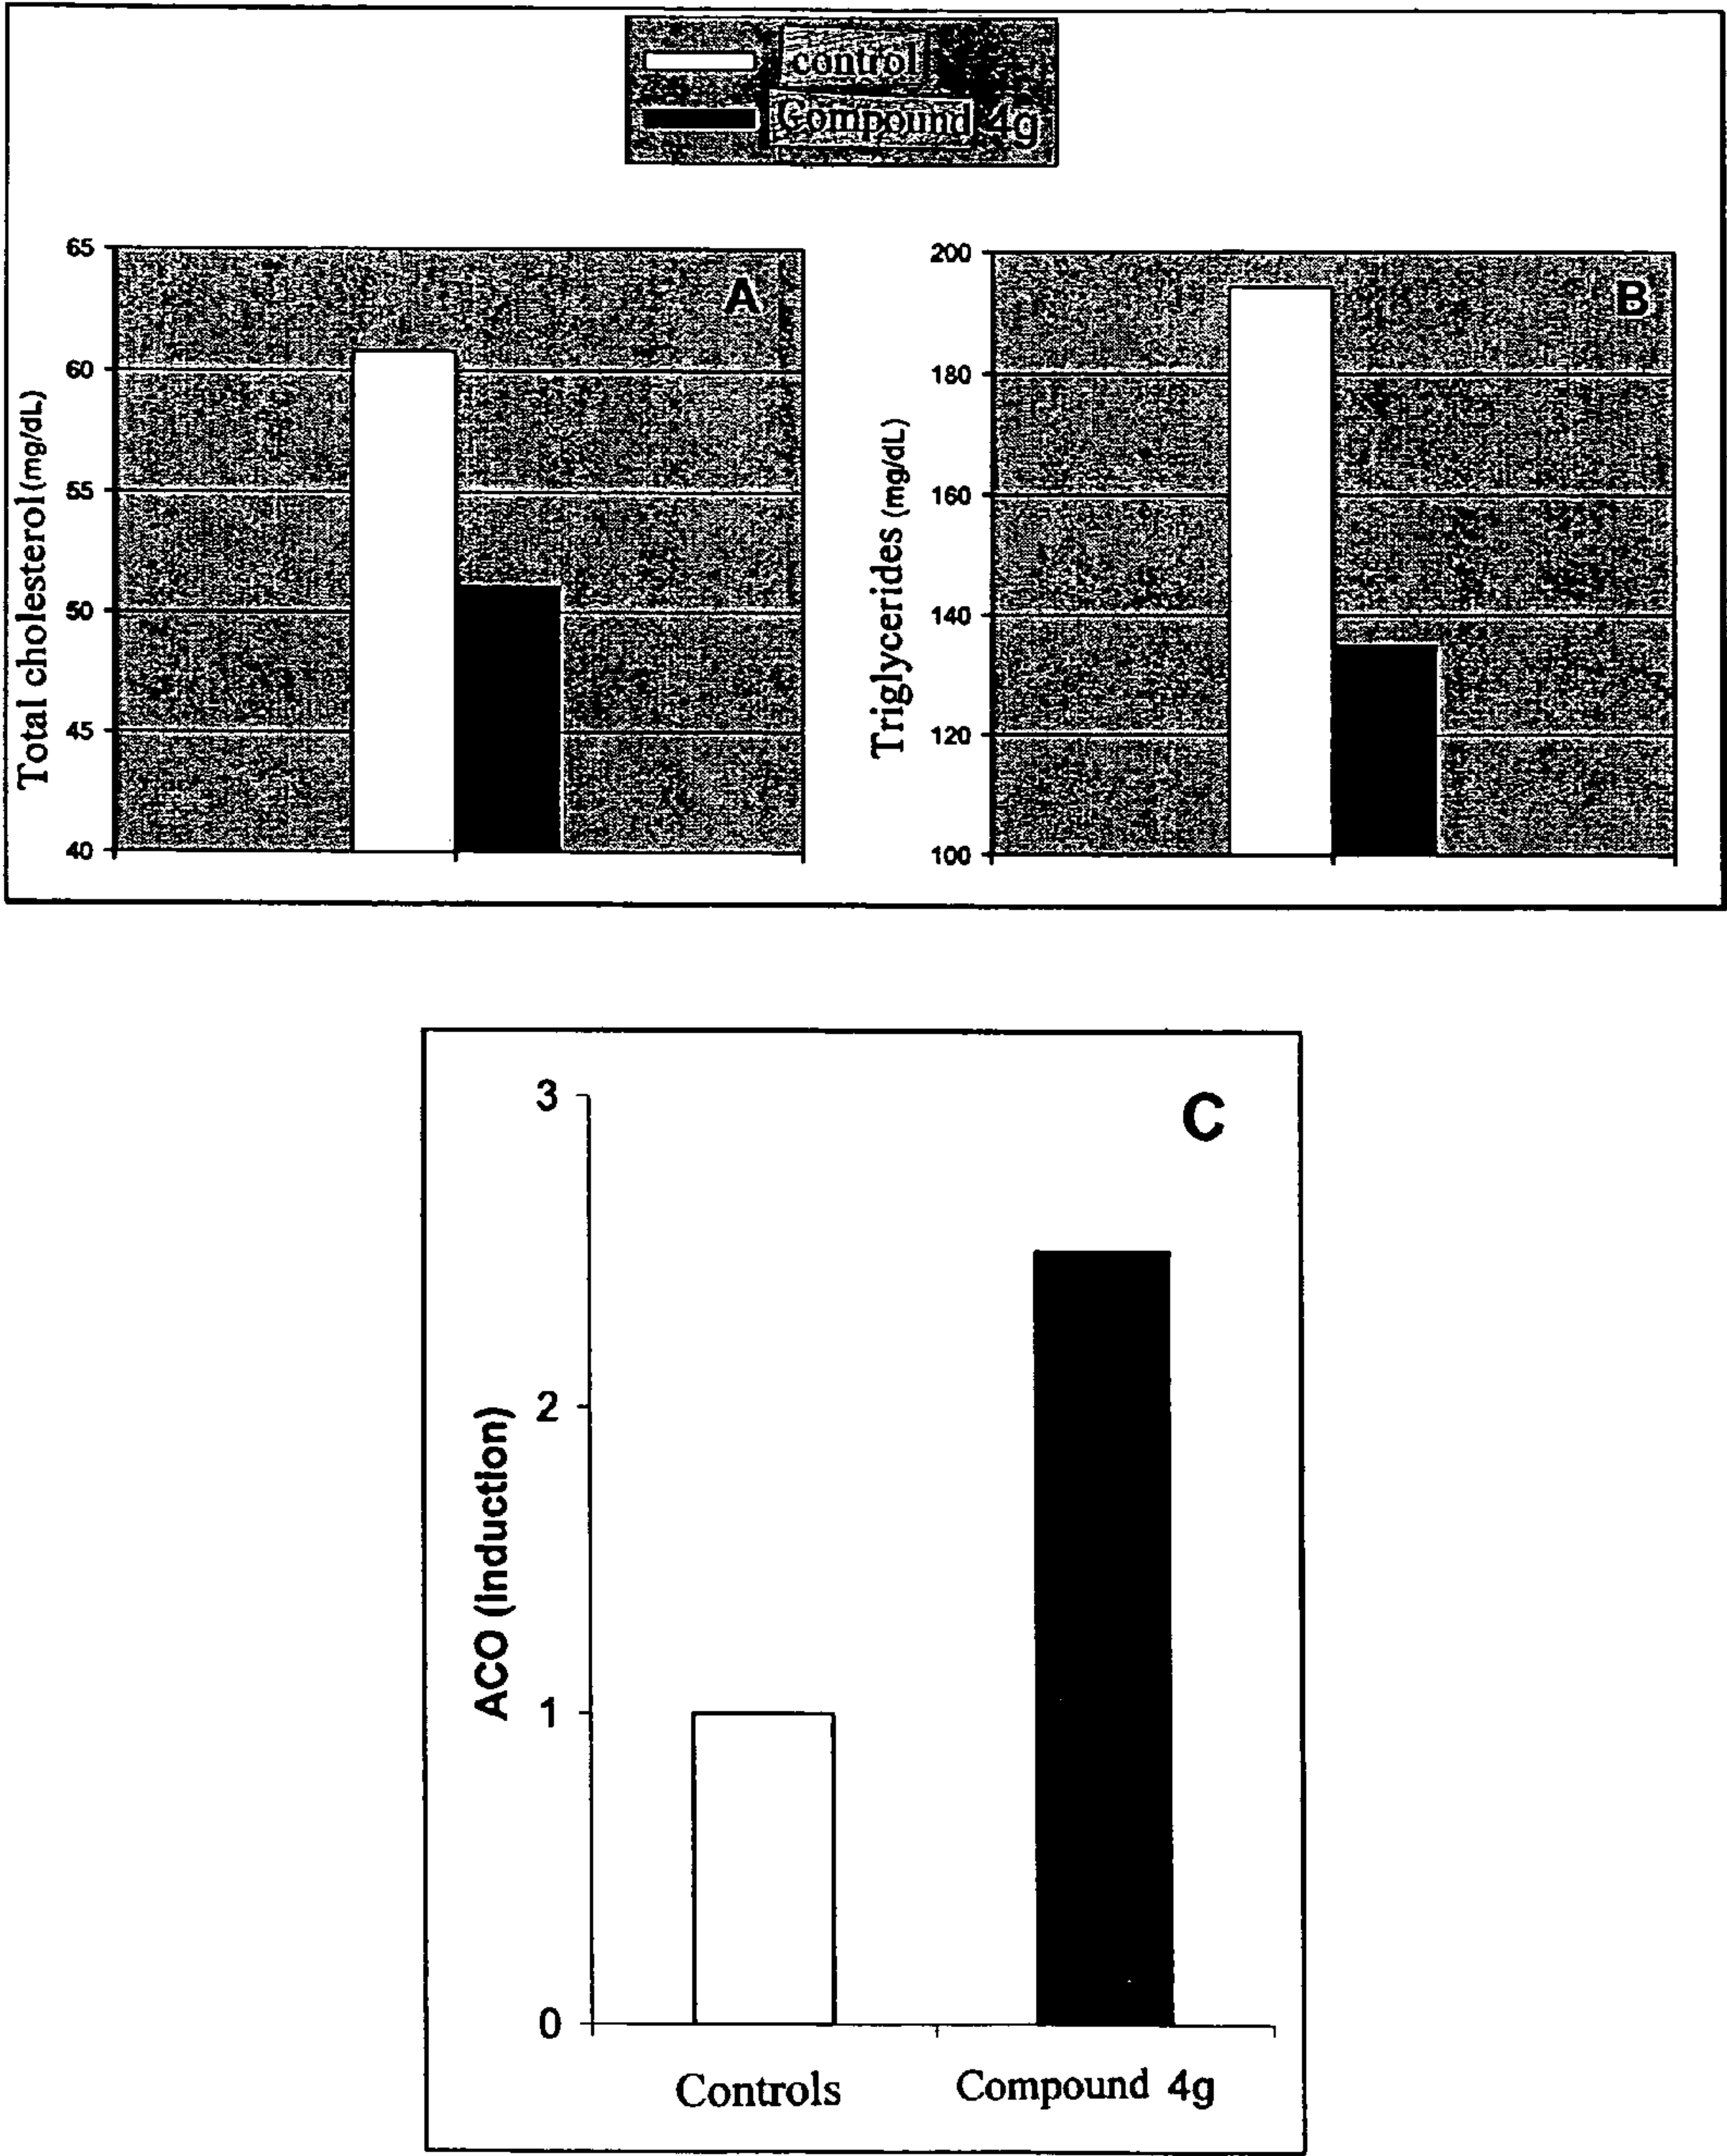 control
Compound 4g
A
65
60
55
50
45
40
Total cholesterol (mg/dL)
B
200
180
160
140
120
100
Triglycerides (mg/dL)
C
3
2
1
0
ACO (induction)
Controls
Compound 4g